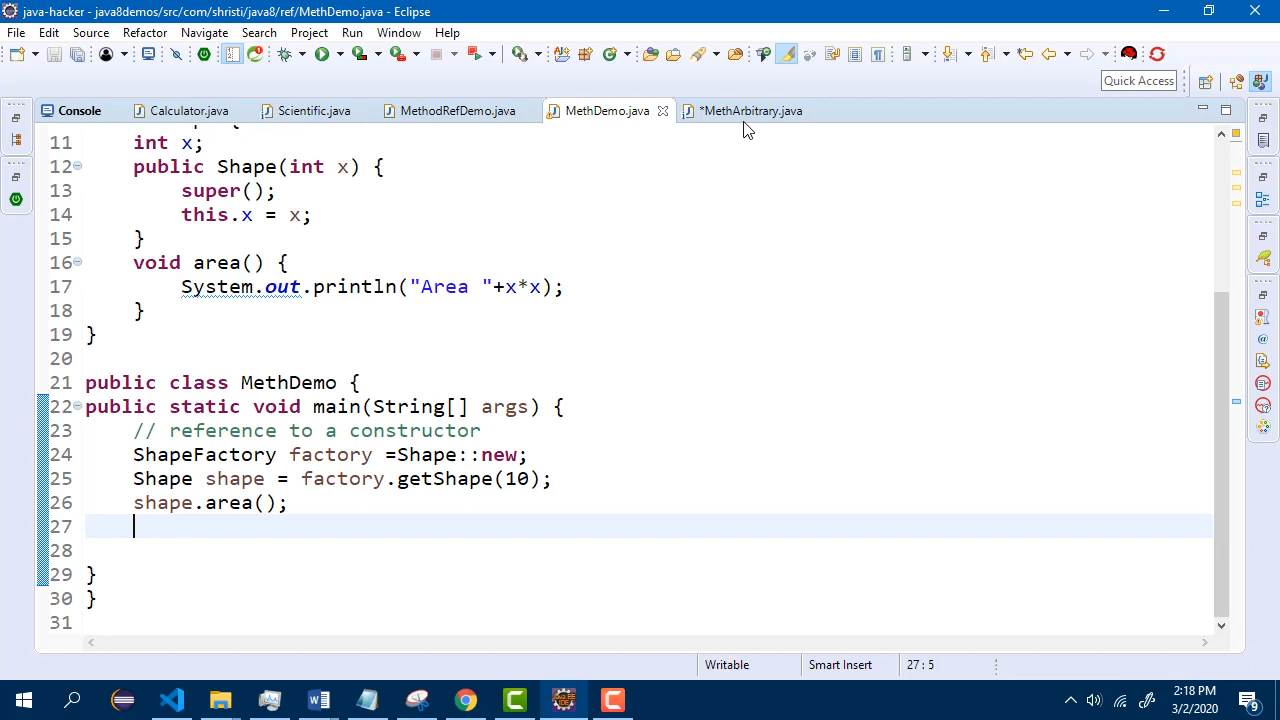 java-hacker - java8demos/src/com/shristi/java8/ref/MethDemo.java - Eclipse
File Edit Source Refactor Navigate Search Project Run Window Help
Quick Access
Console Calculator.java Scientific.java MethodRefDemo.java MethDemo.java *MethArbitrary.java
11 int x;
12 public Shape(int x) {
13 super();
14 this.x = x;
15 }
16 void area() {
17 System.out.println("Area "+x*x);
18 }
19 }
20
21 public class MethDemo {
22 public static void main(String[] args) {
23 // reference to a constructor
24 ShapeFactory factory =Shape::new;
25 Shape shape = factory.getShape(10);
26 shape.area();
27
28
29 }
30 }
31
Writable Smart Insert 27 : 5
2:18 PM
3/2/2020
9